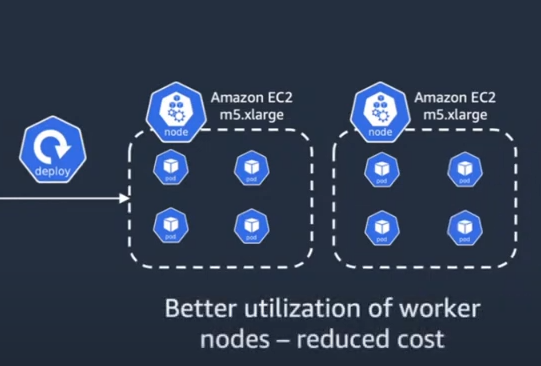 Amazon EC2
m5.xlarge
node
Amazon EC2
m5.xlarge
node
deploy
pod
pod
pod
pod
pod
pod
pod
pod
Better utilization of worker
nodes – reduced cost